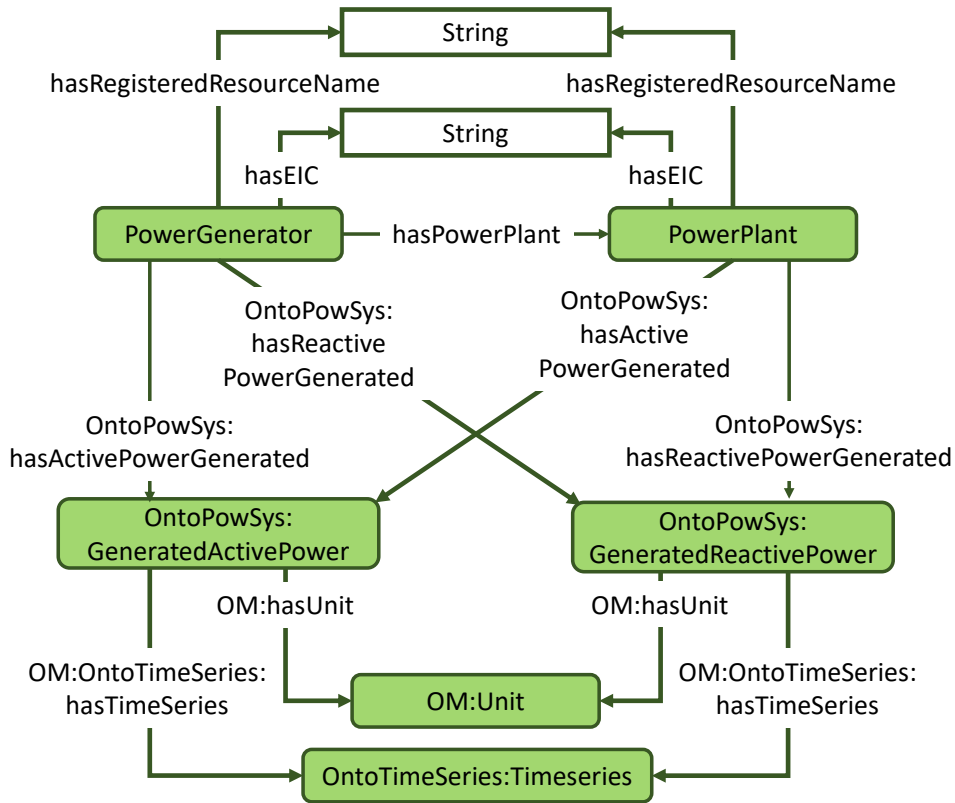 String
hasRegisteredResourceName
hasRegisteredResourceName
String
hasEIC
hasEIC
PowerGenerator
hasPowerPlant
PowerPlant
OntoPowSys:
hasReactive
PowerGenerated
OntoPowSys:
hasActive
PowerGenerated
OntoPowSys:
hasActivePowerGenerated
OntoPowSys:
hasReactivePowerGenerated
OntoPowSys:
GeneratedActivePower
OntoPowSys:
GeneratedReactivePower
OM:hasUnit
OM:hasUnit
OM:OntoTimeSeries:
hasTimeSeries
OM:OntoTimeSeries:
hasTimeSeries
OM:Unit
OntoTimeSeries:Timeseries